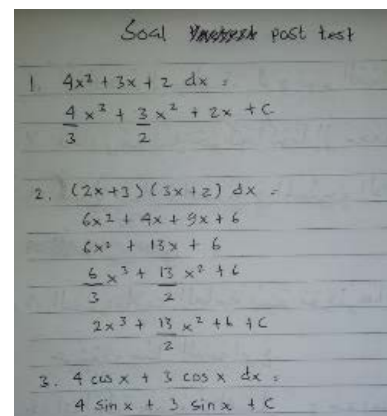 Soal post test
1. 4x² + 3x + 2 dx =
4/3 x³ + 3/2 x² + 2x + C
2. (2x+3)(3x+2) dx =
6x² + 4x + 9x + 6
6x² + 13x + 6
6/3 x³ + 13/2 x² + 6
2x³ + 13/2 x² + 6 + C
3. 4 cos x + 3 cos x dx =
4 sin x + 3 sin x + C